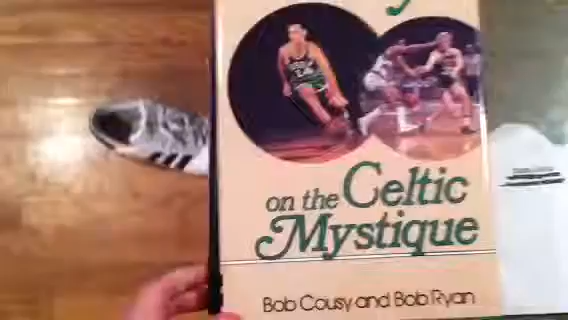 y
on the Celtic
Mystique
Bob Cousy and Bob Ryan